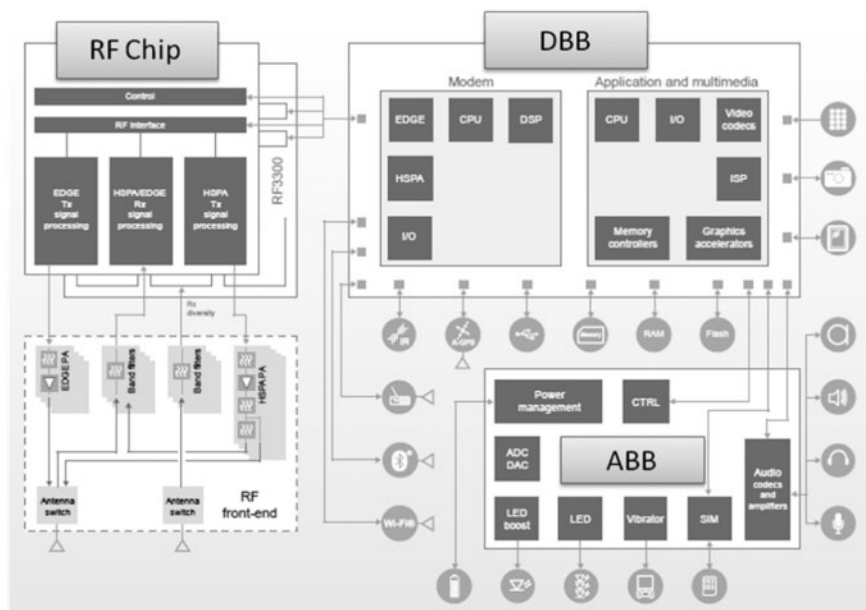 RF Chip
Control
RF interface
EDGE
Tx
signal
processing
HSPA/EDGE
Rx
signal
processing
HSPA
Tx
signal
processing
RF3300
Rx
diversity
EDGE PA
Band filters
Band filters
HSPA PA
Antenna
switch
Antenna
switch
RF
front-end
DBB
Modem
EDGE
CPU
DSP
HSPA
I/O
Application and multimedia
CPU
I/O
Video
codecs
ISP
Memory
controllers
Graphics
accelerators
IR
A-GPS
Memory
RAM
Flash
Wi-Fi®
Power
management
CTRL
ADC
DAC
ABB
Audio
codecs
and
amplifiers
LED
boost
LED
Vibrator
SIM